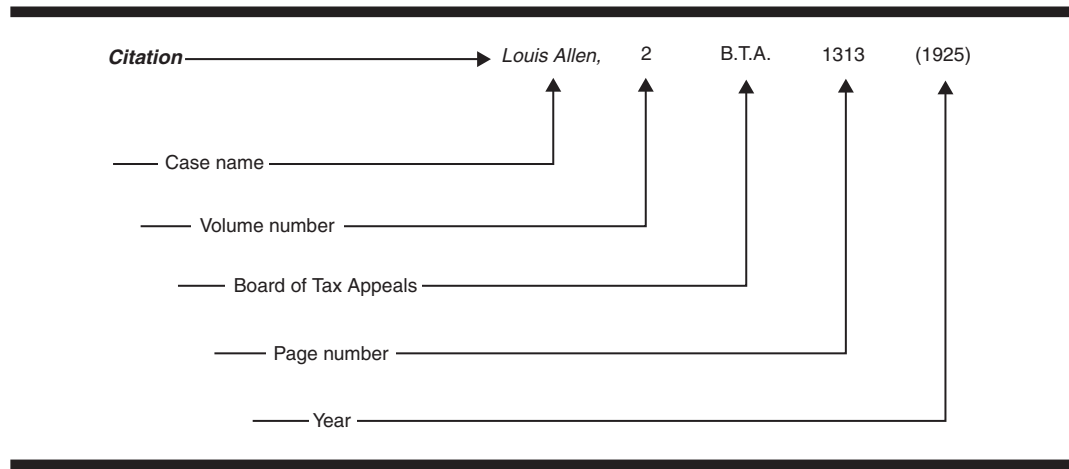 Citation Louis Allen, 2 B.T.A. 1313 (1925)
Case name
Volume number
Board of Tax Appeals
Page number
Year